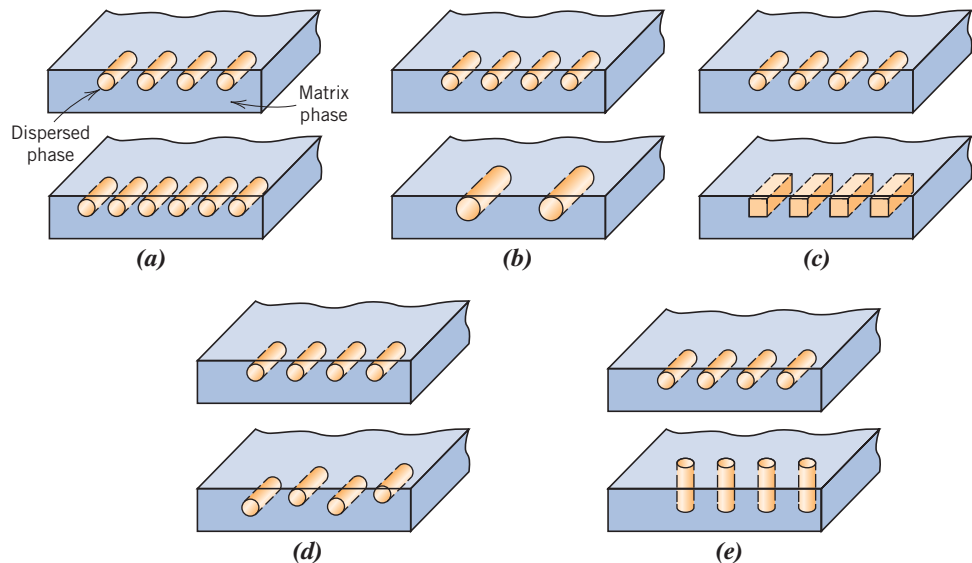 Matrix
phase
Dispersed
phase
(a)
(b)
(c)
(d)
(e)